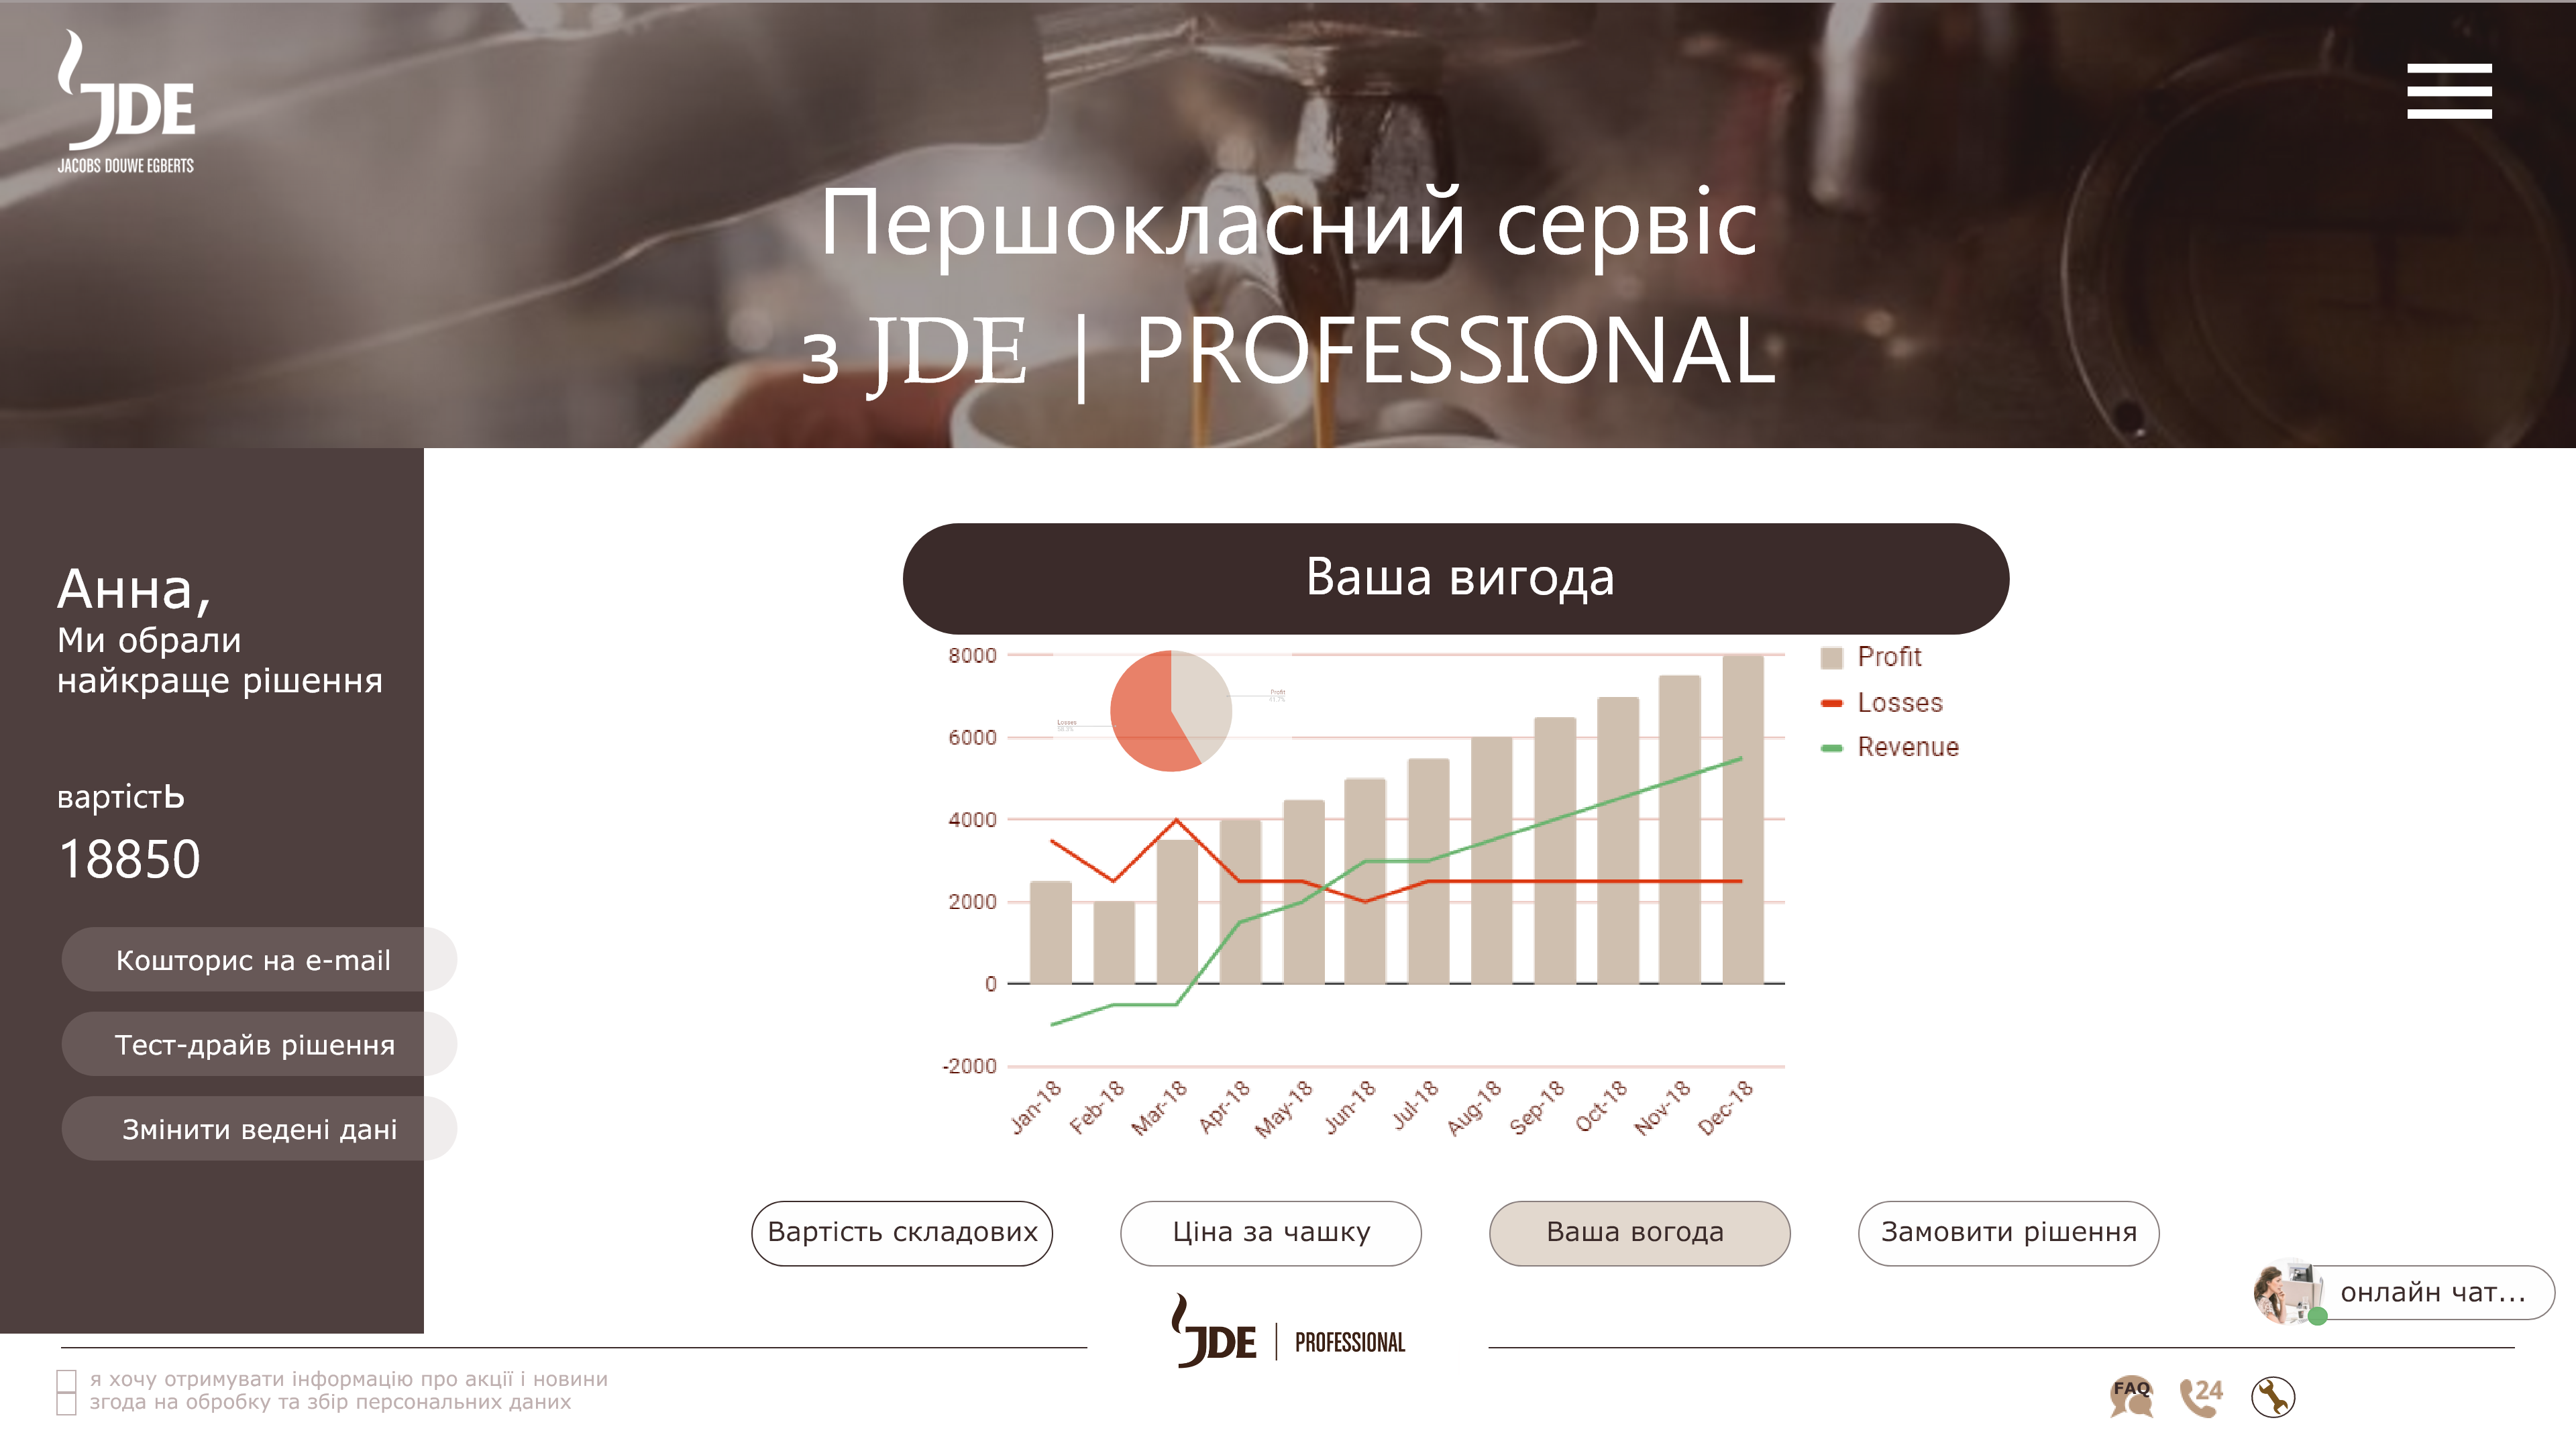 JDE
JACOBS DOUWE EGBERTS
Першокласний сервіс
з JDE | PROFESSIONAL
Анна,
Ми обрали
найкраще рішення
вартість
18850
Кошторис на e-mail
Тест-драйв рішення
Змінити ведені дані
Ваша вигода
8000
6000
4000
2000
0
-2000
Profit
Losses
Profit
Losses
Revenue
Jan-18
Feb-18
Mar-18
Apr-18
May-18
Jun-18
Jul-18
Aug-18
Sep-18
Oct-18
Nov-18
Dec-18
Вартість складових
Ціна за чашку
Ваша вогода
Замовити рішення
онлайн чат...
JDE | PROFESSIONAL
я хочу отримувати інформацію про акції і новини
згода на обробку та збір персональних даних
FAQ
24